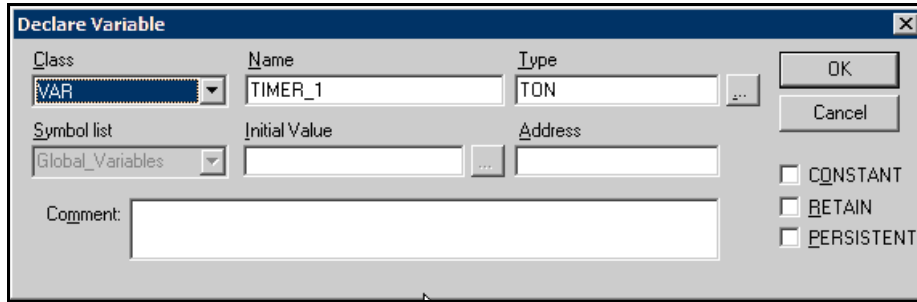 Declare Variable
Class Name Type
VAR TIMER_1 TON ... OK
Symbol list Initial Value Address Cancel
Global_Variables ...
CONSTANT
Comment: RETAIN
PERSISTENT